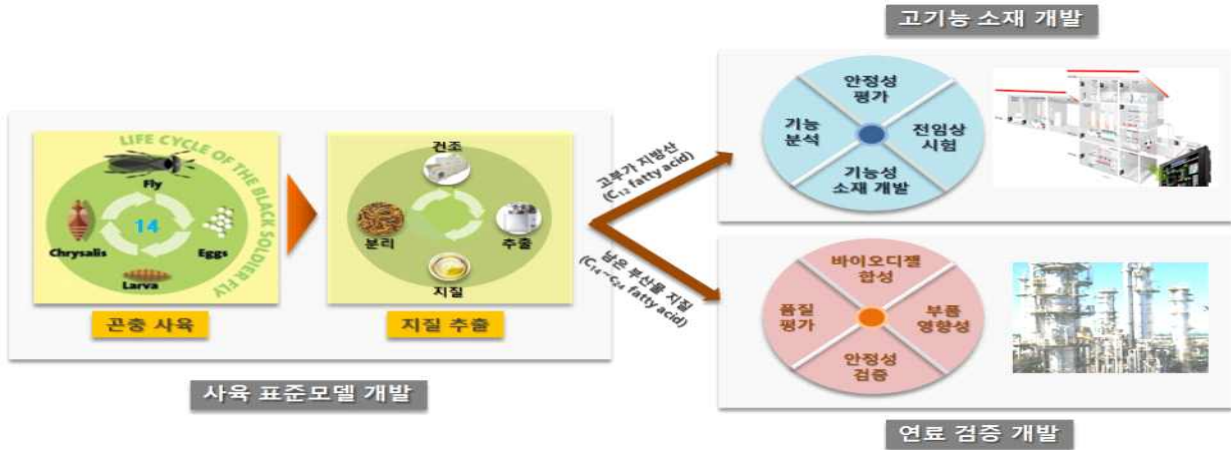 고기능 소재 개발
LIFE CYCLE OF THE BLACK SOLDIER FLY
Fly
14
Chrysalis
Eggs
Larva
곤충 사육
건조
분리
추출
지질
지질 추출
사육 표준모델 개발
고부가 지방산
(C₁₂ fatty acid)
남은 부산물 지질
(C₁₄~C₂₄ fatty acid)
안정성
평가
기능
분석
전임상
시험
기능성
소재 개발
바이오디젤
합성
품질
평가
부품
영향성
안정성
검증
연료 검증 개발